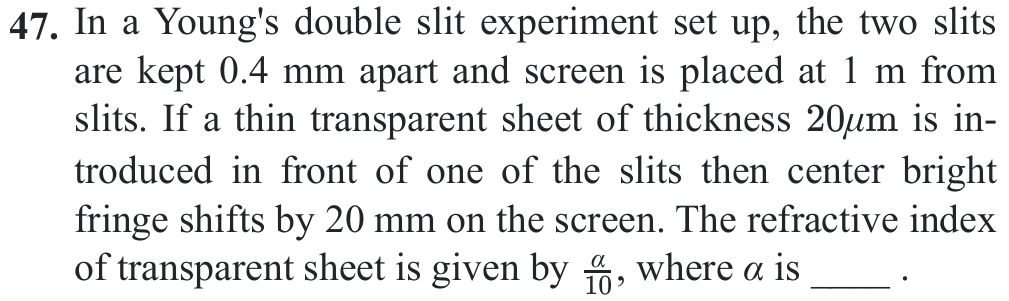 47. In a Young's double slit experiment set up, the two slits
are kept 0.4 mm apart and screen is placed at 1 m from
slits. If a thin transparent sheet of thickness 20μm is in-
troduced in front of one of the slits then center bright
fringe shifts by 20 mm on the screen. The refractive index
of transparent sheet is given by α/10, where α is ____ .